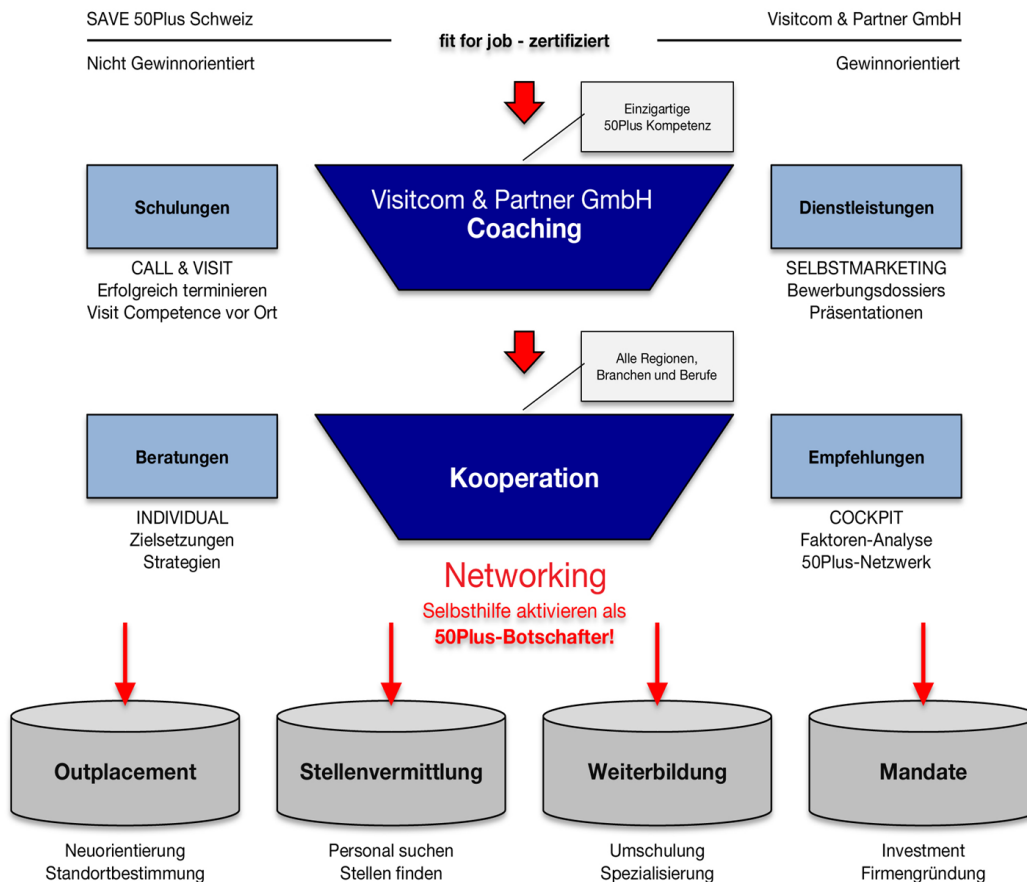 SAVE 50Plus Schweiz
Visitcom & Partner GmbH
fit for job - zertifiziert
Nicht Gewinnorientiert
Gewinnorientiert
Einzigartige
50Plus Kompetenz
Schulungen
Visitcom & Partner GmbH
Coaching
Dienstleistungen
CALL & VISIT
Erfolgreich terminieren
Visit Competence vor Ort
SELBSTMARKETING
Bewerbungsdossiers
Präsentationen
Alle Regionen,
Branchen und Berufe
Beratungen
Kooperation
Empfehlungen
INDIVIDUAL
Zielsetzungen
Strategien
COCKPIT
Faktoren-Analyse
50Plus-Netzwerk
Networking
Selbsthilfe aktivieren als
50Plus-Botschafter!
Outplacement
Stellenvermittlung
Weiterbildung
Mandate
Neuorientierung
Standortbestimmung
Personal suchen
Stellen finden
Umschulung
Spezialisierung
Investment
Firmengründung